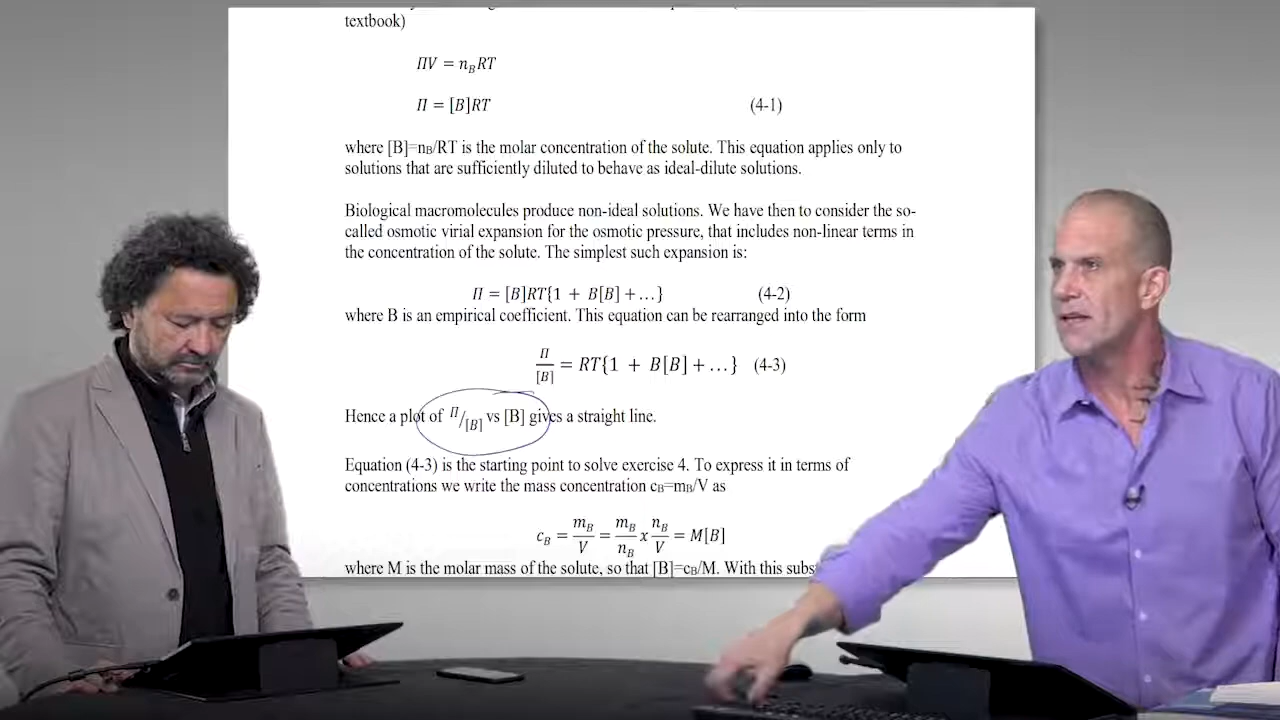 textbook)
ΠV = n_B RT
Π = [B]RT (4-1)
where [B]=nB/RT is the molar concentration of the solute. This equation applies only to
solutions that are sufficiently diluted to behave as ideal-dilute solutions.
Biological macromolecules produce non-ideal solutions. We have then to consider the so-
called osmotic virial expansion for the osmotic pressure, that includes non-linear terms in
the concentration of the solute. The simplest such expansion is:
Π = [B]RT{1 + B[B] + ...} (4-2)
where B is an empirical coefficient. This equation can be rearranged into the form
Π/[B] = RT{1 + B[B] + ...} (4-3)
Hence a plot of Π/[B] vs [B] gives a straight line.
Equation (4-3) is the starting point to solve exercise 4. To express it in terms of
concentrations we write the mass concentration cB=mB/V as
c_B = m_B/V = m_B/n_B x n_B/V = M[B]
where M is the molar mass of the solute, so that [B]=cB/M. With this